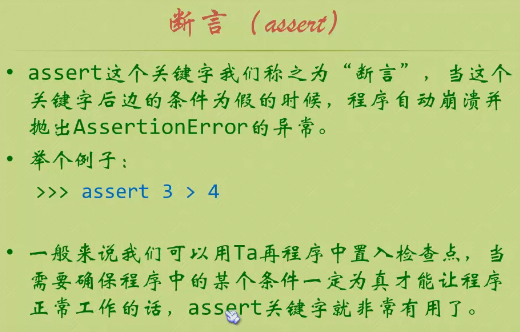 断言（assert）
• assert这个关键字我们称之为“断言”，当这个
关键字后边的条件为假的时候，程序自动崩溃并
抛出AssertionError的异常。
• 举个例子：
>>> assert 3 > 4
• 一般来说我们可以用Ta再程序中置入检查点，当
需要确保程序中的某个条件一定为真才能让程序
正常工作的话，assert关键字就非常有用了。